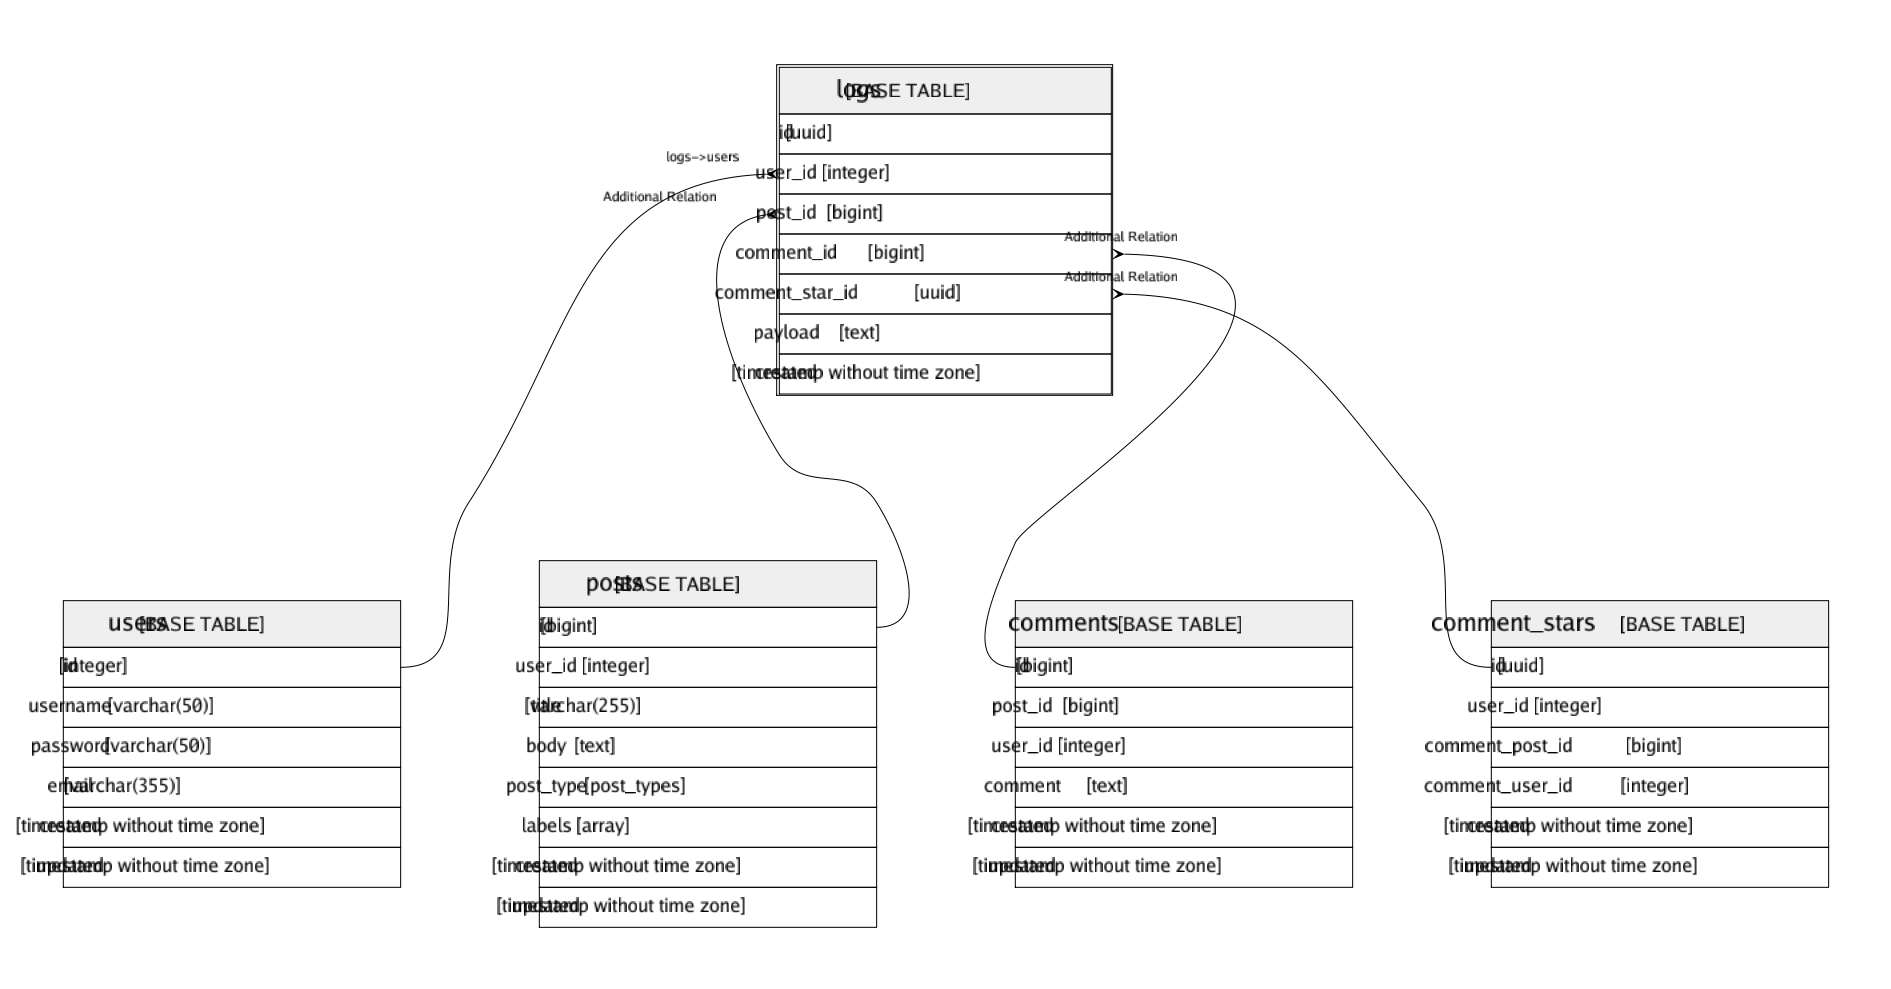 logs [BASE TABLE]
id [uuid]
logs->users
user_id [integer]
Additional Relation
post_id [bigint]
Additional Relation
comment_id [bigint]
Additional Relation
comment_star_id [uuid]
payload [text]
created [timestamp without time zone]
users [BASE TABLE]
id [integer]
username [varchar(50)]
password [varchar(50)]
email [varchar(355)]
created [timestamp without time zone]
updated [timestamp without time zone]
posts [BASE TABLE]
id [bigint]
user_id [integer]
title [varchar(255)]
body [text]
post_type [post_types]
labels [array]
created [timestamp without time zone]
updated [timestamp without time zone]
comments [BASE TABLE]
id [bigint]
post_id [bigint]
user_id [integer]
comment [text]
created [timestamp without time zone]
updated [timestamp without time zone]
comment_stars [BASE TABLE]
id [uuid]
user_id [integer]
comment_post_id [bigint]
comment_user_id [integer]
created [timestamp without time zone]
updated [timestamp without time zone]